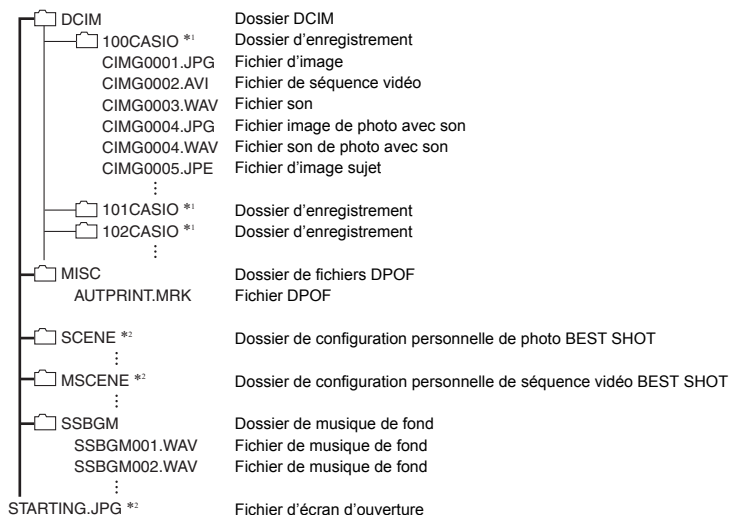 DCIM Dossier DCIM
100CASIO *1 Dossier d'enregistrement
CIMG0001.JPG Fichier d'image
CIMG0002.AVI Fichier de séquence vidéo
CIMG0003.WAV Fichier son
CIMG0004.JPG Fichier image de photo avec son
CIMG0004.WAV Fichier son de photo avec son
CIMG0005.JPE Fichier d'image sujet
101CASIO *1 Dossier d'enregistrement
102CASIO *1 Dossier d'enregistrement
MISC Dossier de fichiers DPOF
AUTPRINT.MRK Fichier DPOF
SCENE *2 Dossier de configuration personnelle de photo BEST SHOT
MSCENE *2 Dossier de configuration personnelle de séquence vidéo BEST SHOT
SSBGM Dossier de musique de fond
SSBGM001.WAV Fichier de musique de fond
SSBGM002.WAV Fichier de musique de fond
STARTING.JPG *2 Fichier d'écran d'ouverture